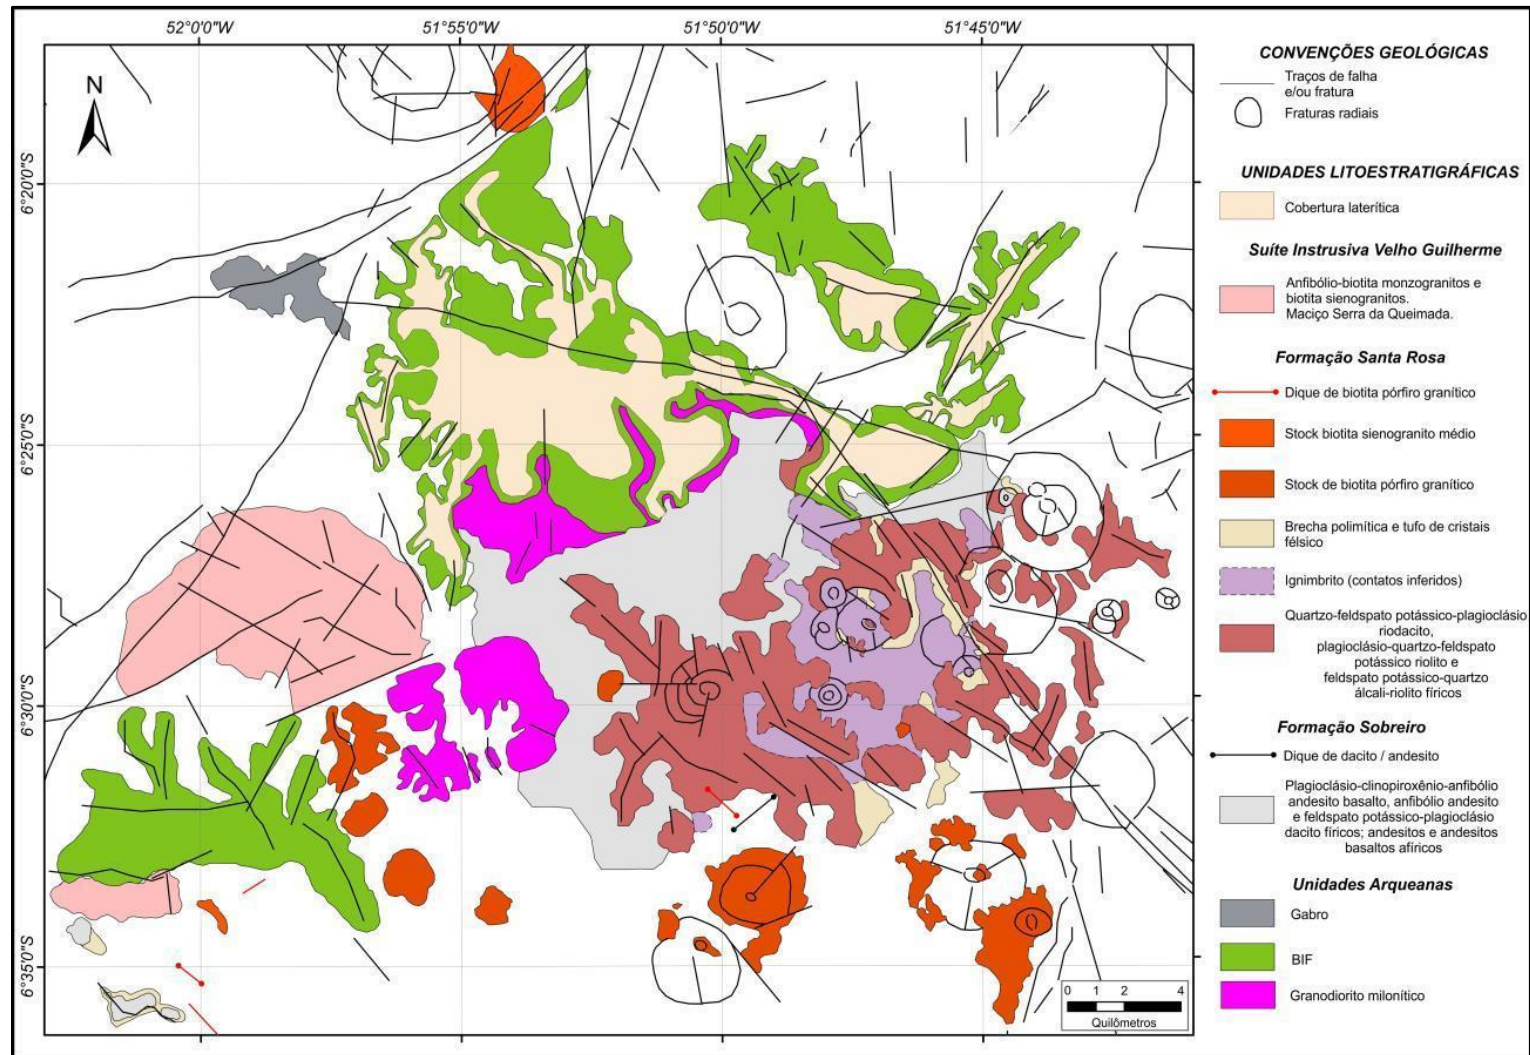 52°0'0"W
51°55'0"W
51°50'0"W
51°45'0"W
N
6°20'0"S
6°25'0"S
6°30'0"S
6°35'0"S
0 1 2 4
Quilômetros
CONVENÇÕES GEOLÓGICAS
Traços de falha
e/ou fratura
Fraturas radiais
UNIDADES LITOESTRATIGRÁFICAS
Cobertura laterítica
Suíte Instrusiva Velho Guilherme
Anfibólio-biotita monzogranitos e
biotita sienogranitos.
Maciço Serra da Queimada.
Formação Santa Rosa
Dique de biotita pórfiro granítico
Stock biotita sienogranito médio
Stock de biotita pórfiro granítico
Brecha polimítica e tufo de cristais
félsico
Ignimbrito (contatos inferidos)
Quartzo-feldspato potássico-plagioclásio
riodacito,
plagioclásio-quartzo-feldspato
potássico riolito e
feldspato potássico-quartzo
álcali-riolito fíricos
Formação Sobreiro
Dique de dacito / andesito
Plagioclásio-clinopiroxênio-anfibólio
andesito basalto, anfibólio andesito
e feldspato potássico-plagioclásio
dacito fíricos; andesitos e andesitos
basaltos afíricos
Unidades Arqueanas
Gabro
BIF
Granodiorito milonítico